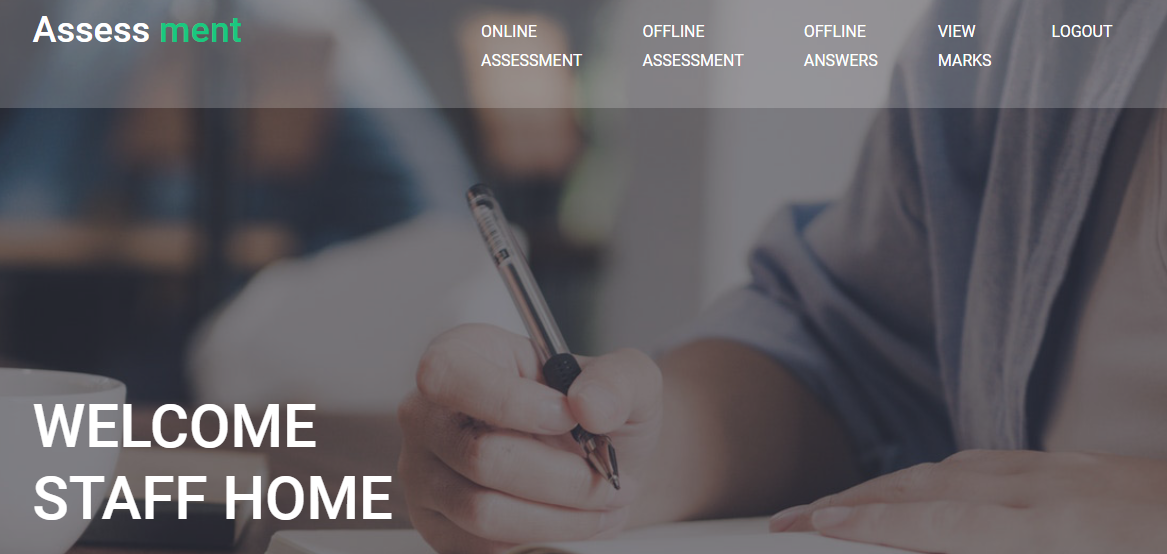 Assess ment
ONLINE ASSESSMENT
OFFLINE ASSESSMENT
OFFLINE ANSWERS
VIEW MARKS
LOGOUT
WELCOME
STAFF HOME